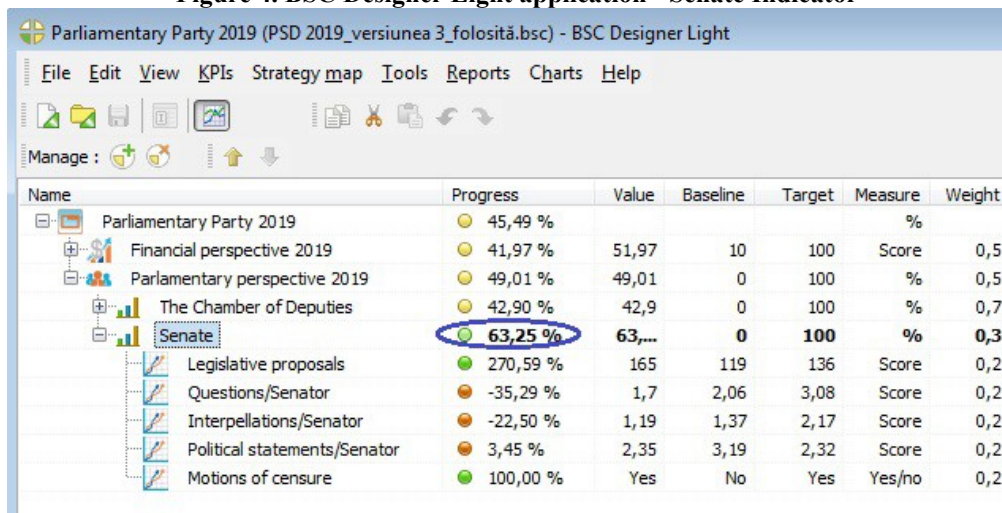 Figure 4. BSC Designer Light application - Senate Indicator
Parliamentary Party 2019 (PSD 2019_versiunea 3_folosită.bsc) - BSC Designer Light
File Edit View KPIs Strategy map Tools Reports Charts Help
Manage :
Name Progress Value Baseline Target Measure Weight
Parliamentary Party 2019 45,49 % %
Financial perspective 2019 41,97 % 51,97 10 100 Score 0,5
Parlamentary perspective 2019 49,01 % 49,01 0 100 % 0,5
The Chamber of Deputies 42,90 % 42,9 0 100 % 0,7
Senate 63,25 % 63,... 0 100 % 0,3
Legislative proposals 270,59 % 165 119 136 Score 0,2
Questions/Senator -35,29 % 1,7 2,06 3,08 Score 0,2
Interpellations/Senator -22,50 % 1,19 1,37 2,17 Score 0,2
Political statements/Senator 3,45 % 2,35 3,19 2,32 Score 0,2
Motions of censure 100,00 % Yes No Yes Yes/no 0,2